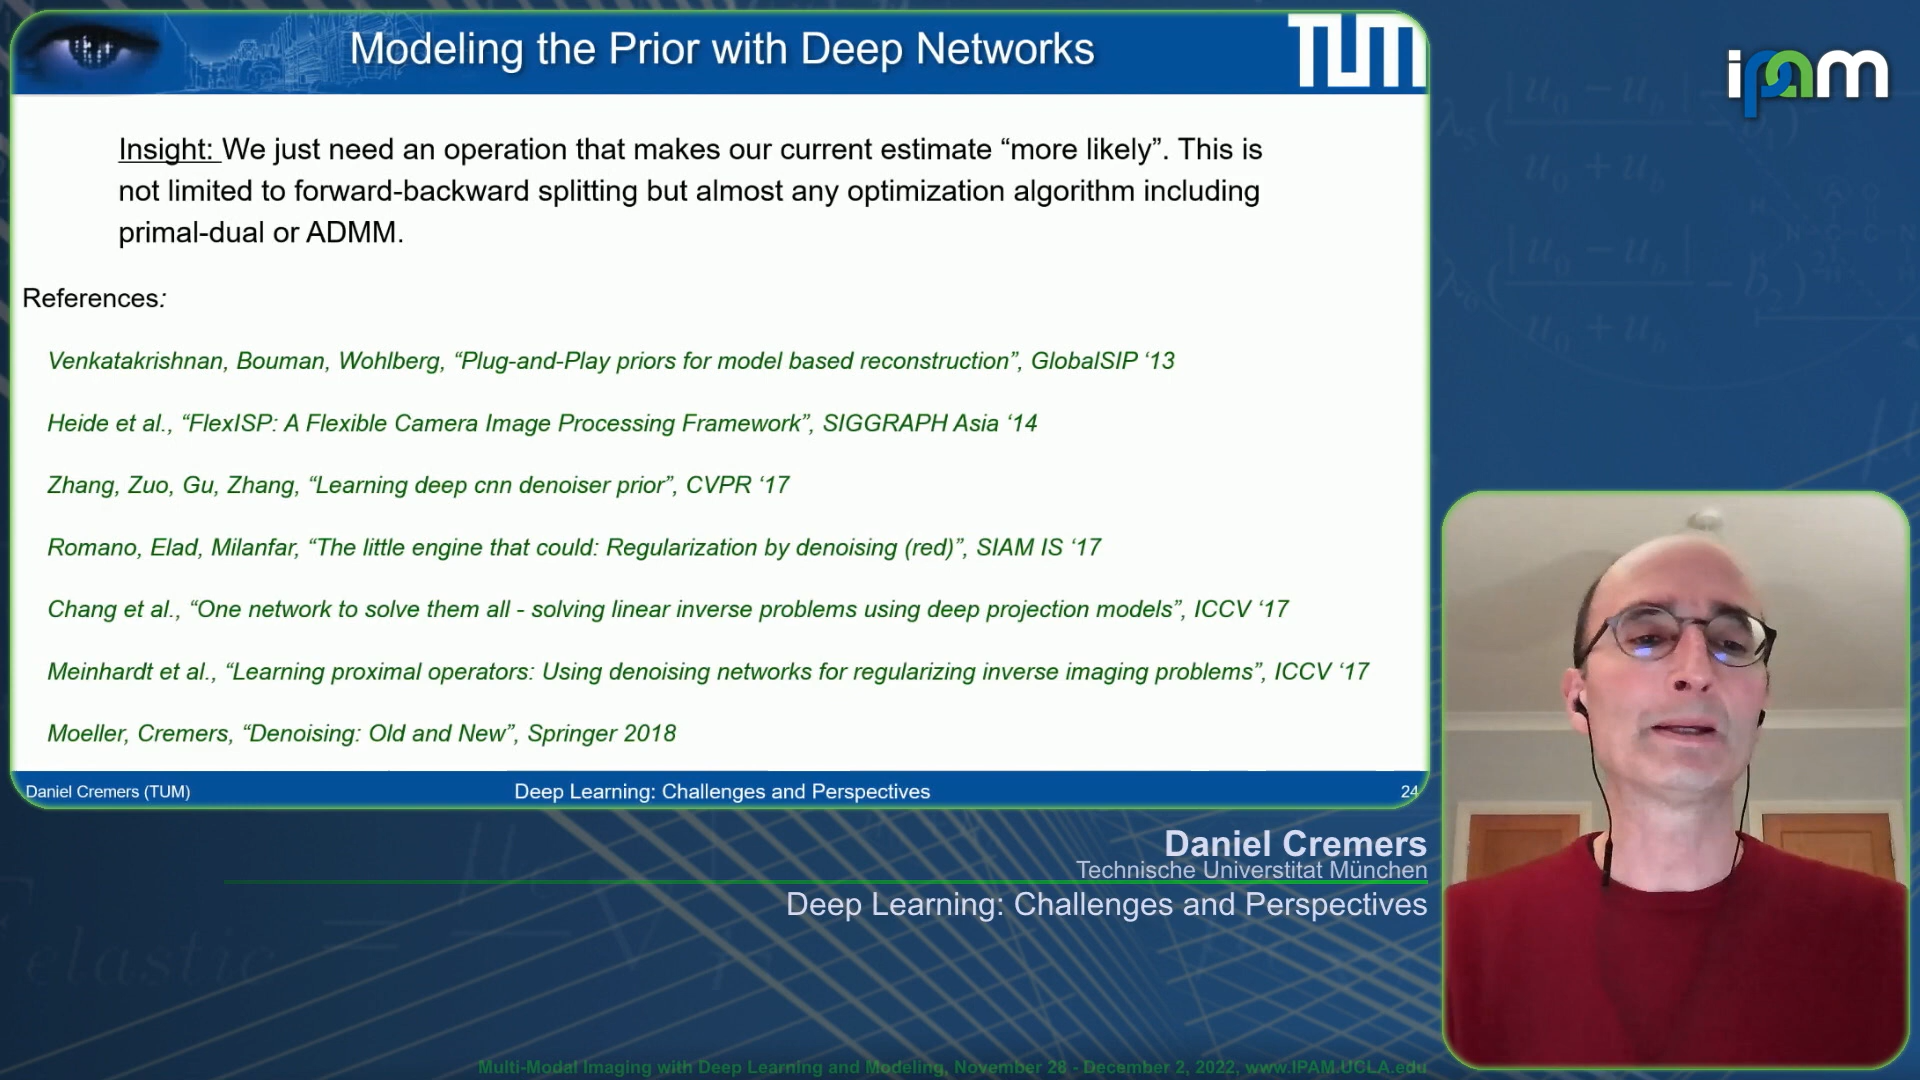 Modeling the Prior with Deep Networks
TUM
ipam
Insight: We just need an operation that makes our current estimate “more likely”. This is
not limited to forward-backward splitting but almost any optimization algorithm including
primal-dual or ADMM.
References:
Venkatakrishnan, Bouman, Wohlberg, “Plug-and-Play priors for model based reconstruction”, GlobalSIP ‘13
Heide et al., “FlexISP: A Flexible Camera Image Processing Framework”, SIGGRAPH Asia ‘14
Zhang, Zuo, Gu, Zhang, “Learning deep cnn denoiser prior”, CVPR ‘17
Romano, Elad, Milanfar, “The little engine that could: Regularization by denoising (red)”, SIAM IS ‘17
Chang et al., “One network to solve them all - solving linear inverse problems using deep projection models”, ICCV ‘17
Meinhardt et al., “Learning proximal operators: Using denoising networks for regularizing inverse imaging problems”, ICCV ‘17
Moeller, Cremers, “Denoising: Old and New”, Springer 2018
Daniel Cremers (TUM)
Deep Learning: Challenges and Perspectives
24
Daniel Cremers
Technische Universtitat München
Deep Learning: Challenges and Perspectives
elastic
Multi-Modal Imaging with Deep Learning and Modeling, November 28 - December 2, 2022, www.IPAM.UCLA.edu